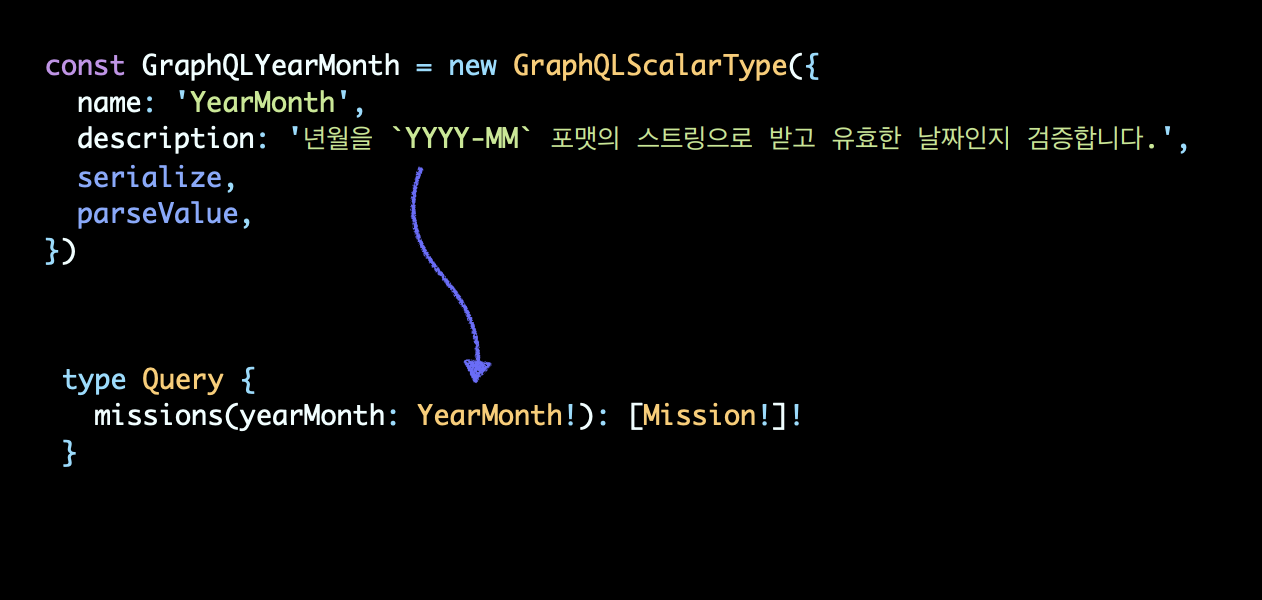 const GraphQLYearMonth = new GraphQLScalarType({
name: 'YearMonth',
description: '년월을 `YYYY-MM` 포맷의 스트링으로 받고 유효한 날짜인지 검증합니다.',
serialize,
parseValue,
})
type Query {
missions(yearMonth: YearMonth!): [Mission!]!
}